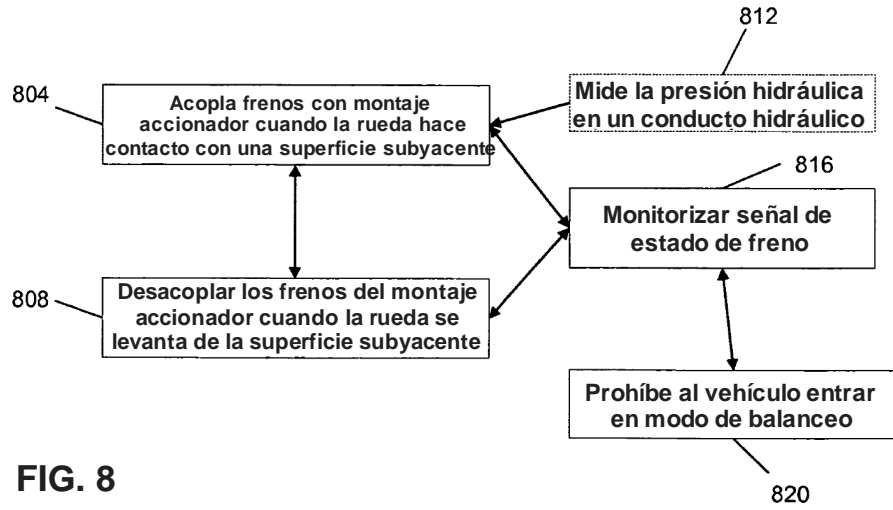 812
804
Acopla frenos con montaje
accionador cuando la rueda hace
contacto con una superficie subyacente
Mide la presión hidráulica
en un conducto hidráulico
816
Monitorizar señal de
estado de freno
808
Desacoplar los frenos del montaje
accionador cuando la rueda se
levanta de la superficie subyacente
Prohíbe al vehículo entrar
en modo de balanceo
820
FIG. 8